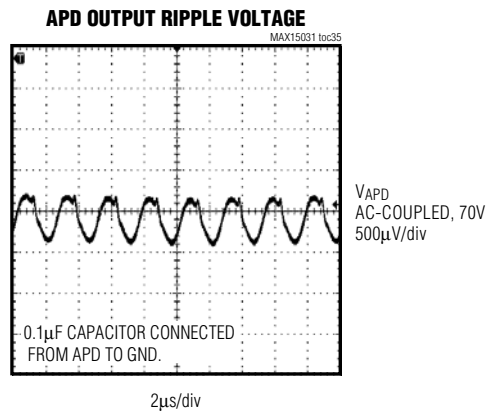 APD OUTPUT RIPPLE VOLTAGE
MAX15031 toc35
T
VAPD
AC-COUPLED, 70V
500µV/div
0.1µF CAPACITOR CONNECTED
FROM APD TO GND.
2µs/div